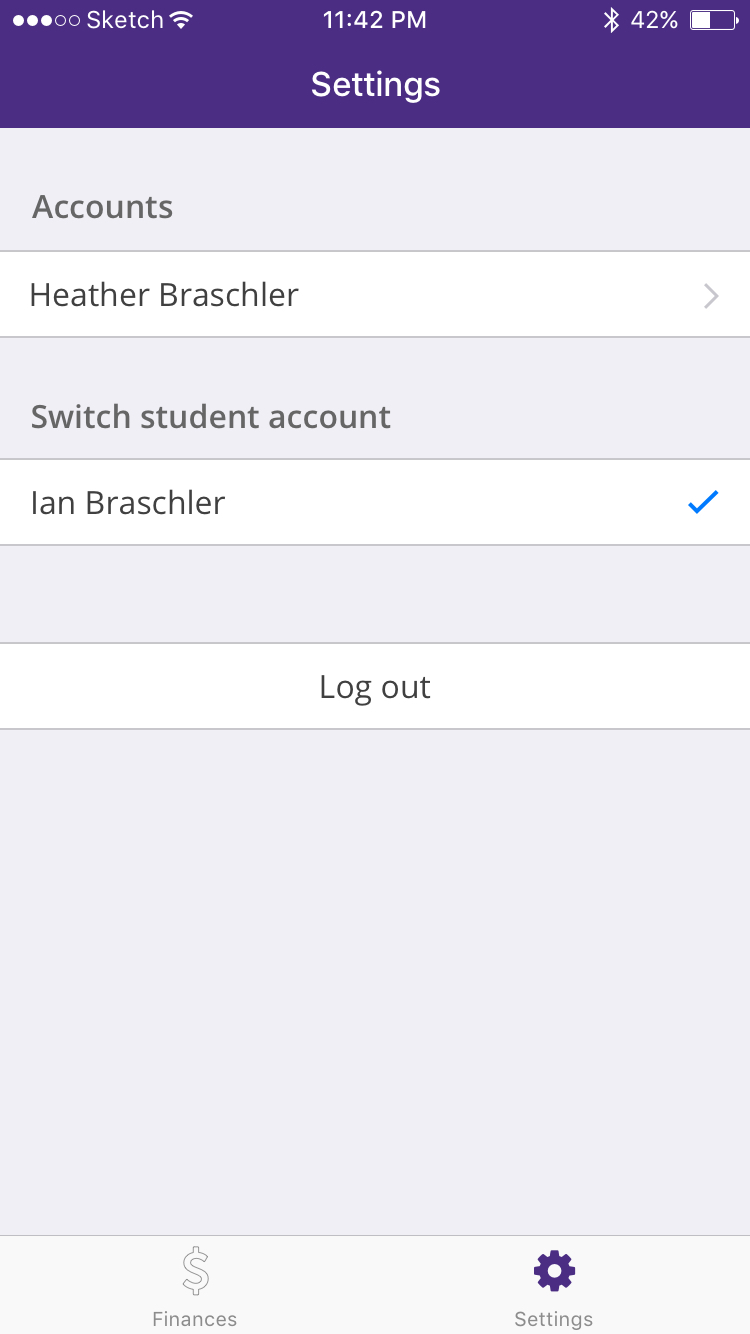 Sketch 11:42 PM 42%
Settings
Accounts
Heather Braschler
Switch student account
Ian Braschler
Log out
$
Finances Settings